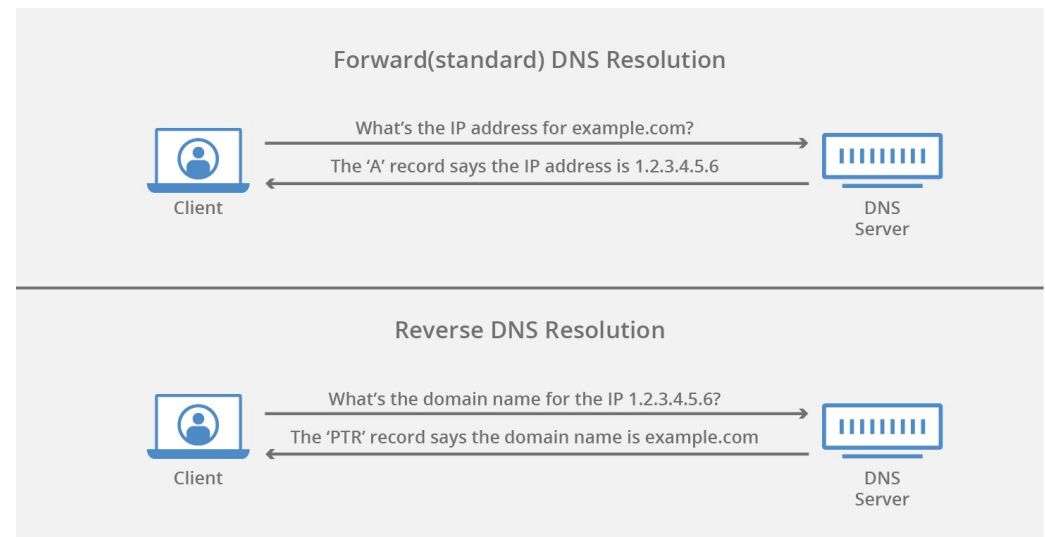 Forward(standard) DNS Resolution
What's the IP address for example.com?
The ‘A’ record says the IP address is 1.2.3.4.5.6
Client
DNS
Server
Reverse DNS Resolution
What's the domain name for the IP 1.2.3.4.5.6?
The ‘PTR’ record says the domain name is example.com
Client
DNS
Server